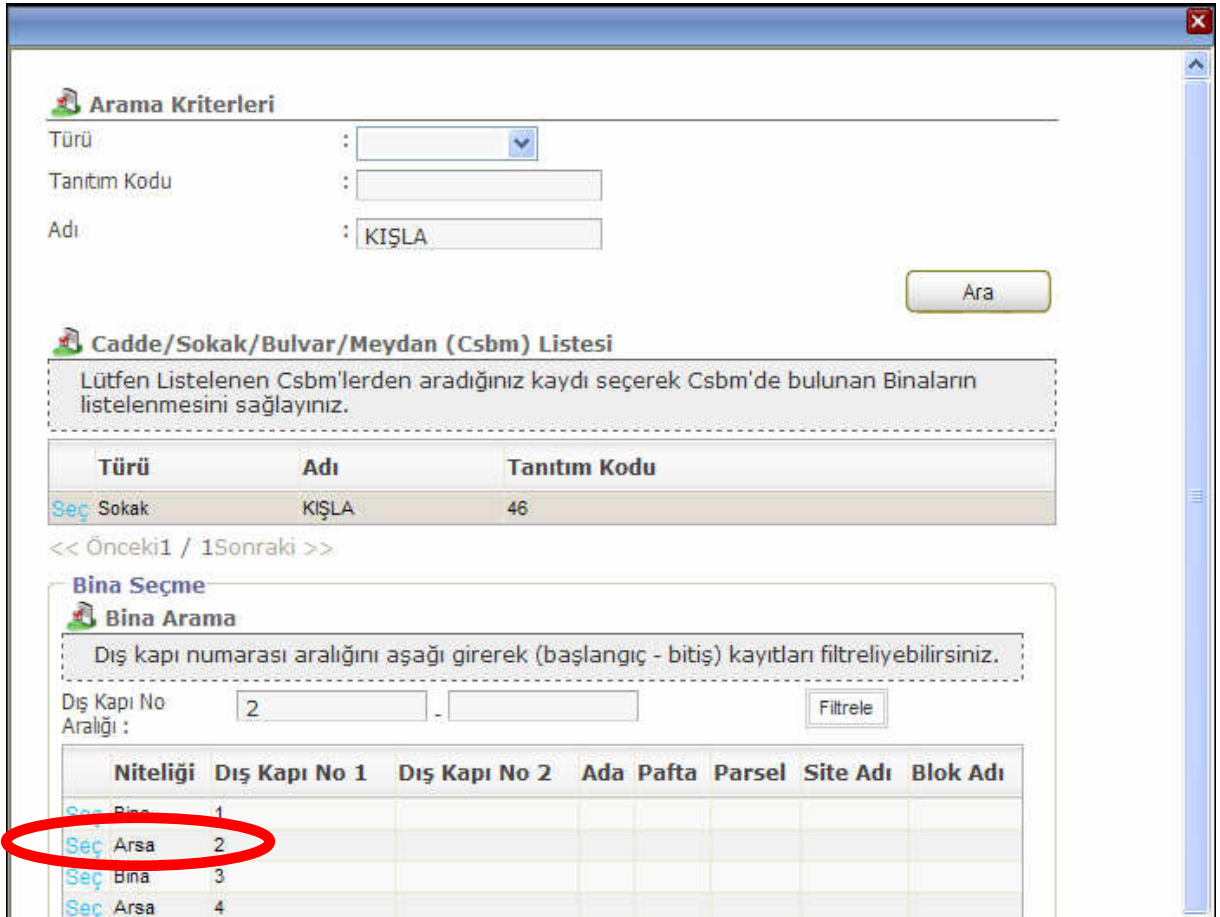 Arama Kriterleri
Türü :
Tanıtım Kodu :
Adı : KIŞLA
Ara
Cadde/Sokak/Bulvar/Meydan (Csbm) Listesi
Lütfen Listelenen Csbm'lerden aradığınız kaydı seçerek Csbm'de bulunan Binaların
listelenmesini sağlayınız.
Türü Adı Tanıtım Kodu
Seç Sokak KIŞLA 46
<< Önceki1 / 1Sonraki >>
Bina Seçme
Bina Arama
Dış kapı numarası aralığını aşağı girerek (başlangıç - bitiş) kayıtları filtreliyebilirsiniz.
Dış Kapı No
Aralığı : 2 - Filtrele
Niteliği Dış Kapı No 1 Dış Kapı No 2 Ada Pafta Parsel Site Adı Blok Adı
Seç Bina 1
Seç Arsa 2
Seç Bina 3
Seç Arsa 4